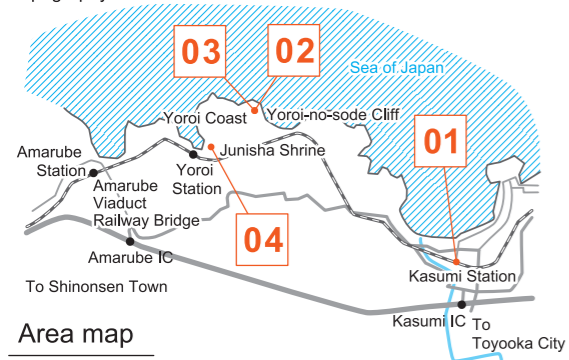 03
02
Sea of Japan
Yoroi Coast
Yoroi-no-sode Cliff
01
Amarube
Station
Yoroi
Station
Junisha Shrine
Amarube
Viaduct
Railway Bridge
04
Amarube IC
Kasumi Station
To Shinonsen Town
Kasumi IC
To
Toyooka City
Area map